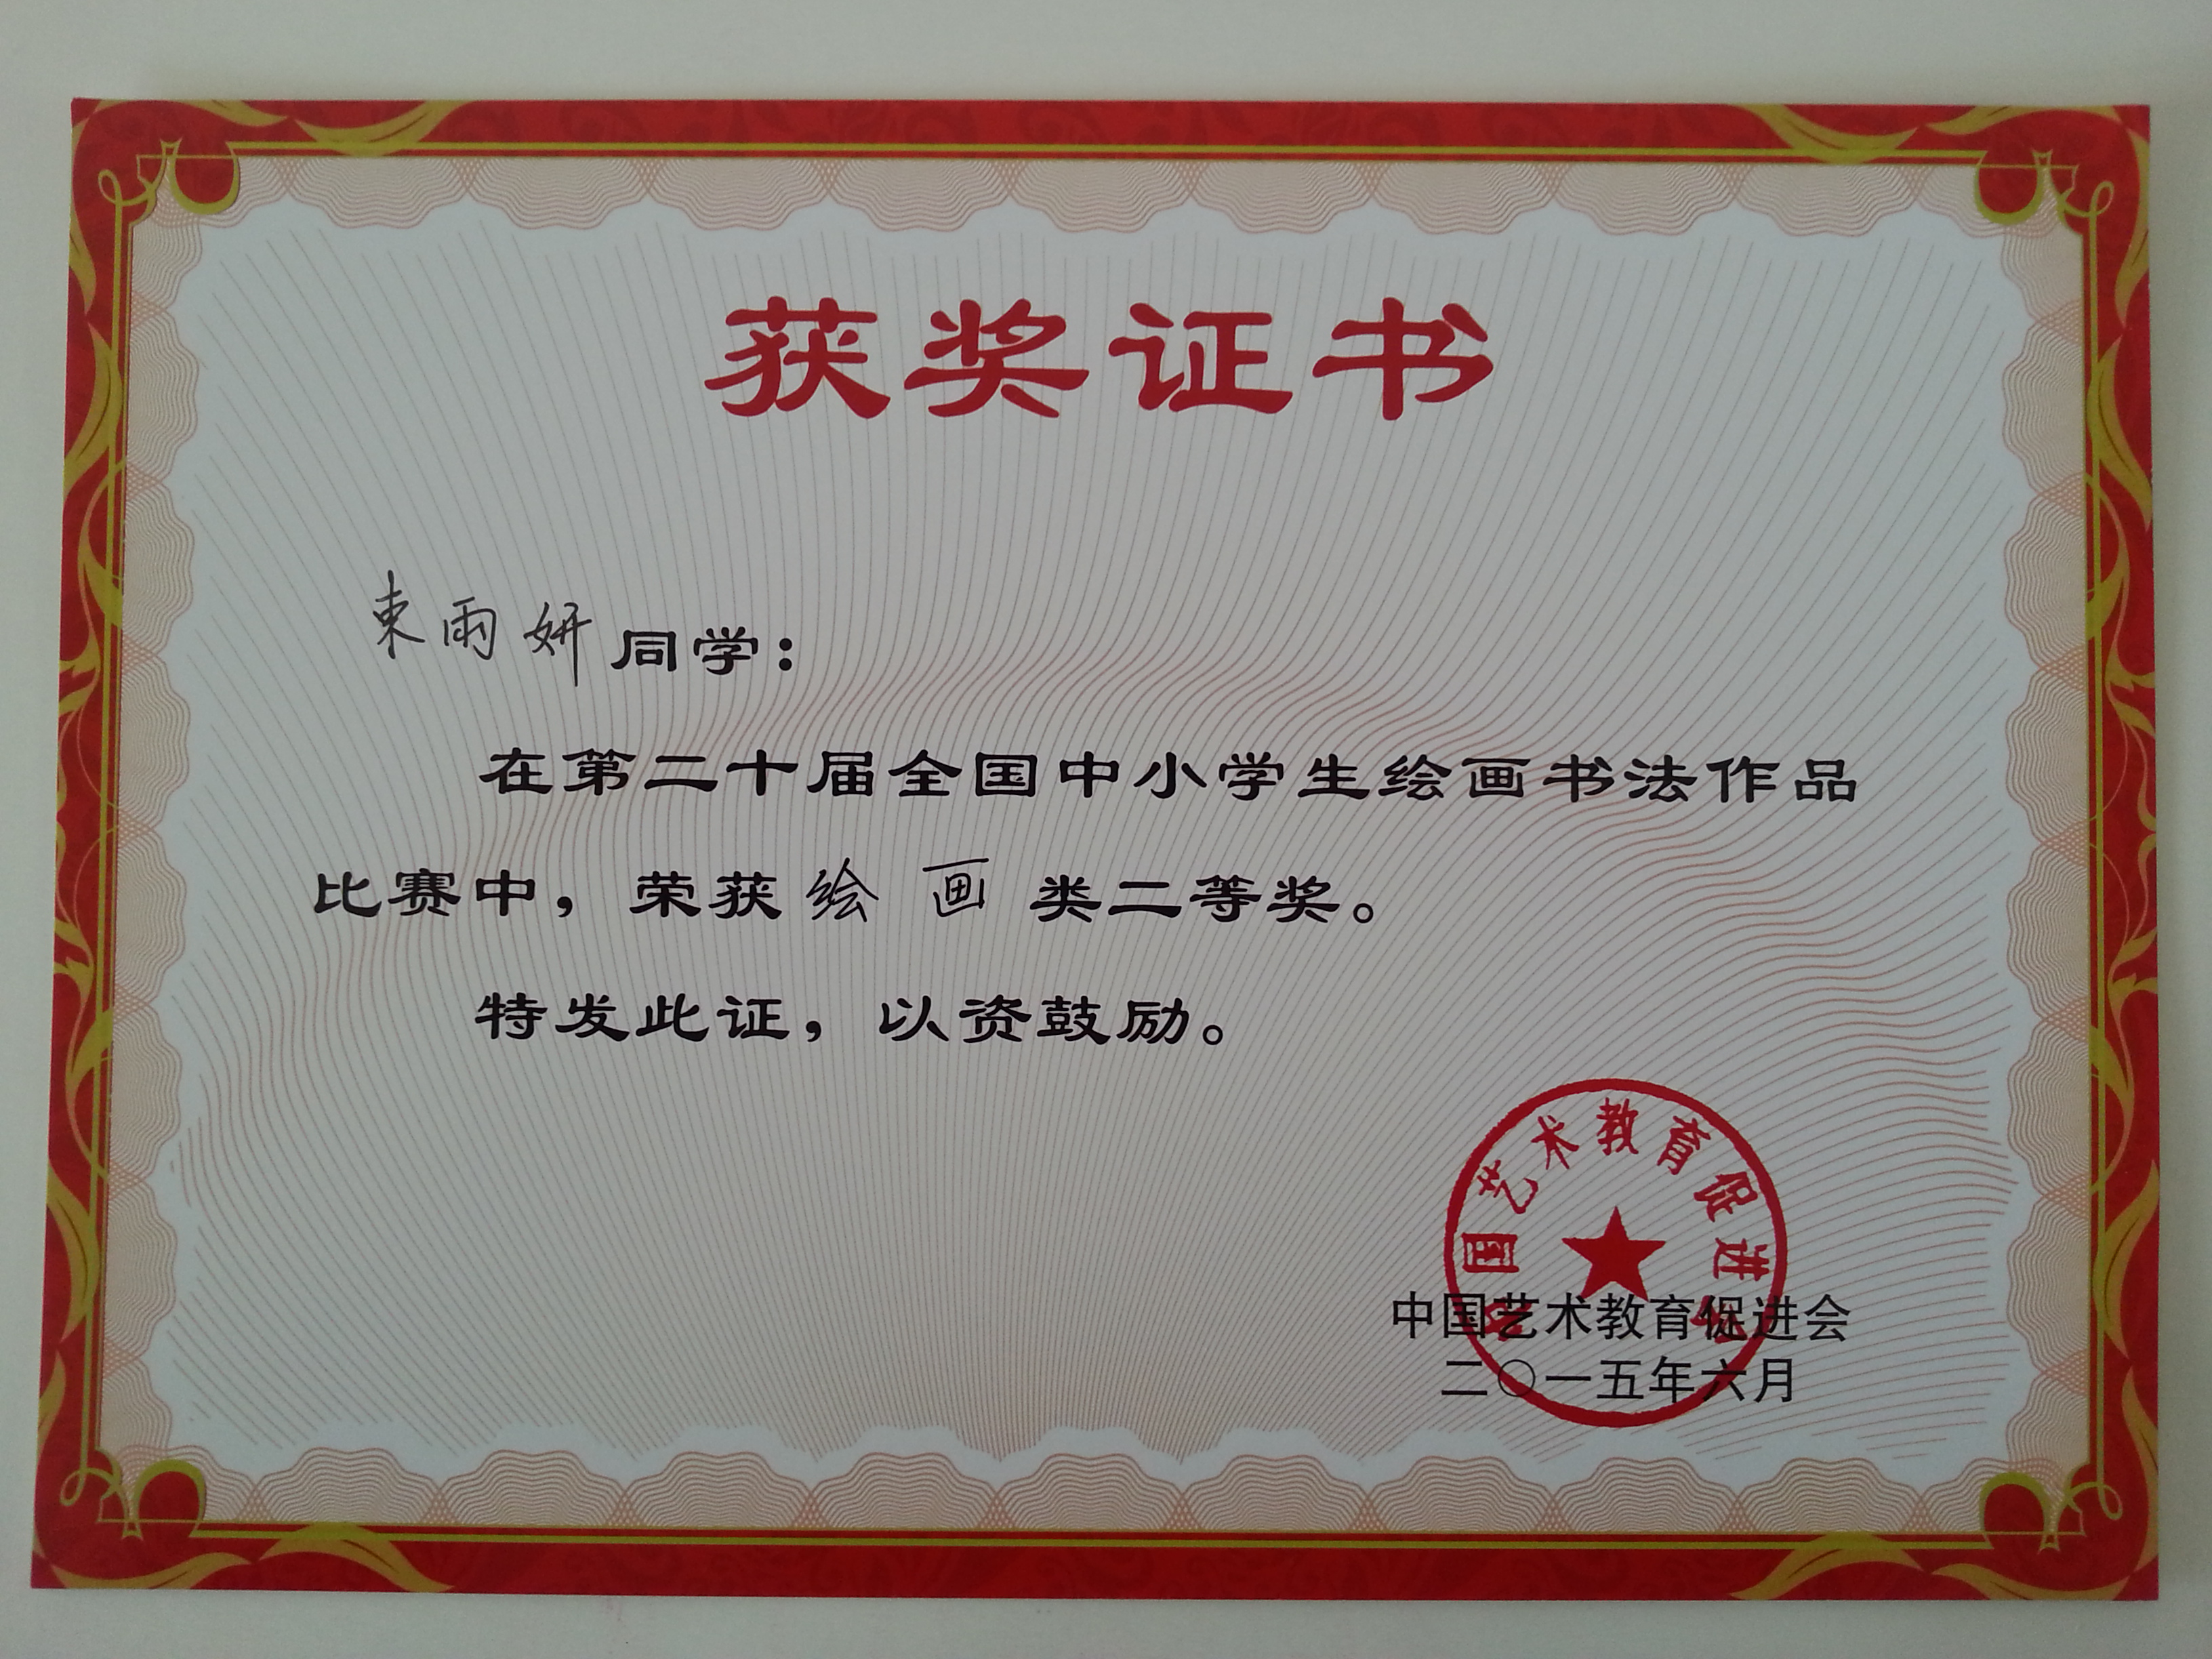 获奖证书
束雨妍同学：
在第二十届全国中小学生绘画书法作品
比赛中，荣获绘画类二等奖。
特发此证，以资鼓励。
中国艺术教育促进会
中国艺术教育促进会
二〇一五年六月